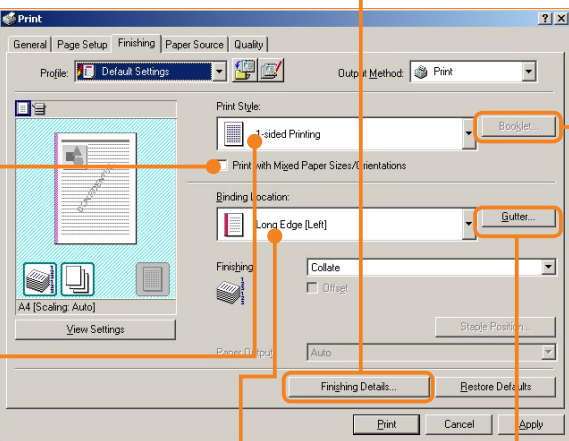 Print
General Page Setup Finishing Paper Source Quality
Profile: Default Settings Output Method: Print
Print Style:
1-sided Printing Booklet...
Print with Mixed Paper Sizes/Orientations
CONFIDENTIAL
Binding Location:
Long Edge [Left] Gutter...
Finishing Collate
Offset
A4 [Scaling: Auto]
View Settings Staple Position...
Paper Output: Auto
Finishing Details... Restore Defaults
Print Cancel Apply